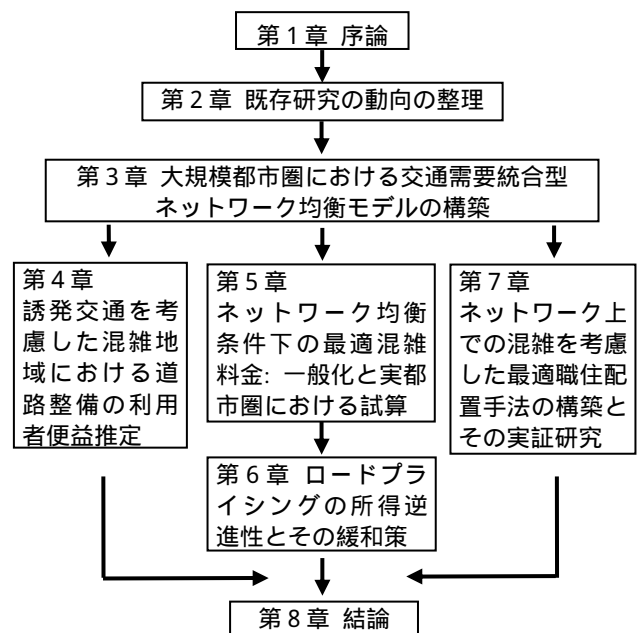 第１章 序論
第２章 既存研究の動向の整理
第３章 大規模都市圏における交通需要統合型
ネットワーク均衡モデルの構築
第４章
誘発交通を考
慮した混雑地
域における道
路整備の利用
者便益推定
第５章
ネットワーク均衡
条件下の最適混雑
料金: 一般化と実都
市圏における試算
第６章 ロードプラ
イシングの所得逆
進性とその緩和策
第７章
ネットワーク上
での混雑を考慮
した最適職住配
置手法の構築と
その実証研究
第８章 結論